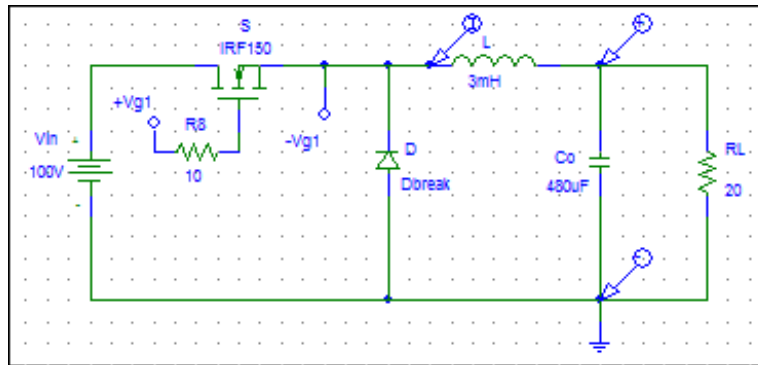 S
IRF150
L
3mH
+Vg1
R8
10
-Vg1
Vin
+
100V
-
D
Dbreak
Co
480uF
RL
20
I
+
-